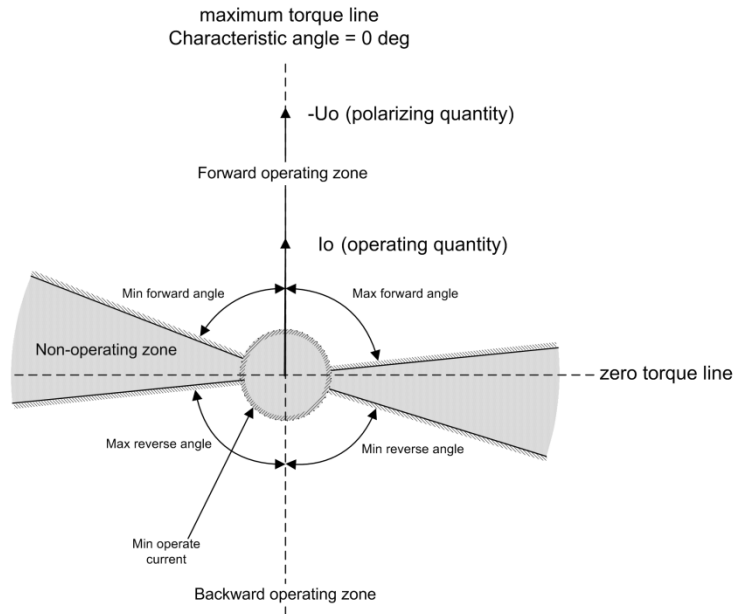 maximum torque line
Characteristic angle = 0 deg
-Uo (polarizing quantity)
Forward operating zone
Io (operating quantity)
Min forward angle
Max forward angle
Non-operating zone
zero torque line
Max reverse angle
Min reverse angle
Min operate
current
Backward operating zone